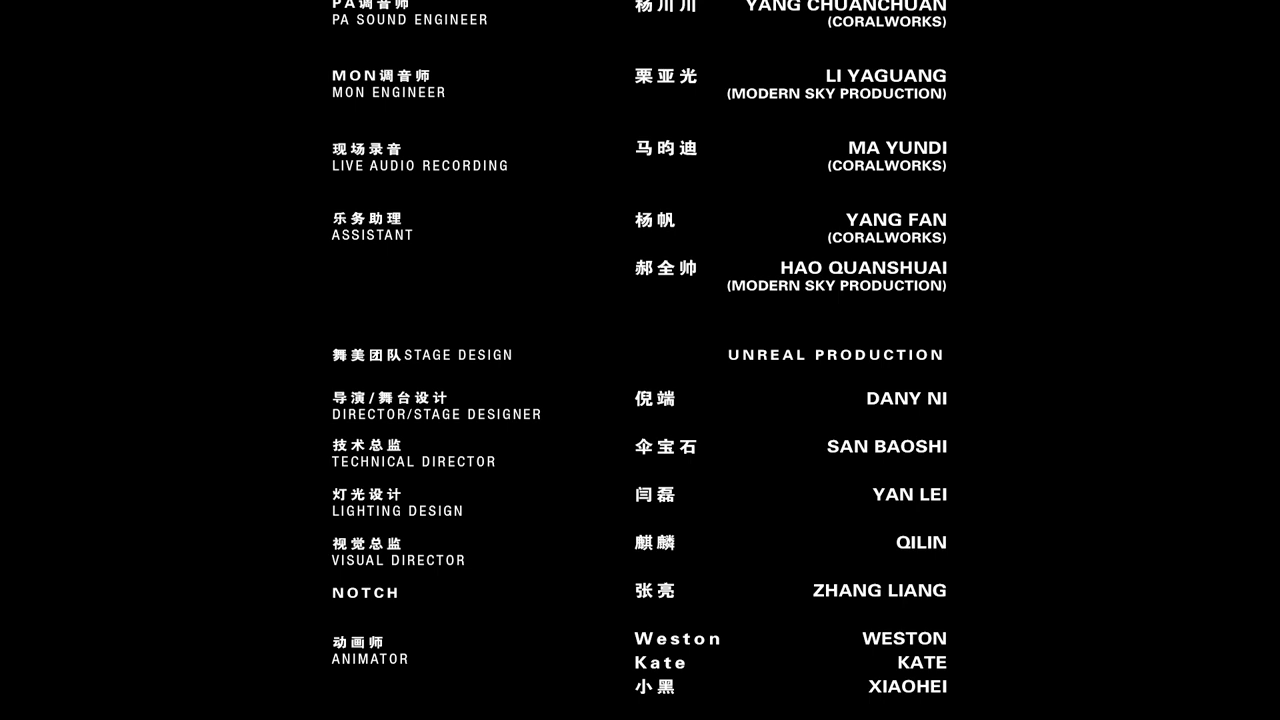 PA调音师 杨川川 YANG CHUANCHUAN
PA SOUND ENGINEER (CORALWORKS)
MON调音师 栗亚光 LI YAGUANG
MON ENGINEER (MODERN SKY PRODUCTION)
现场录音 马昀迪 MA YUNDI
LIVE AUDIO RECORDING (CORALWORKS)
乐务助理 杨帆 YANG FAN
ASSISTANT (CORALWORKS)
郝全帅 HAO QUANSHUAI
(MODERN SKY PRODUCTION)
舞美团队STAGE DESIGN UNREAL PRODUCTION
导演/舞台设计 倪端 DANY NI
DIRECTOR/STAGE DESIGNER
技术总监 伞宝石 SAN BAOSHI
TECHNICAL DIRECTOR
灯光设计 闫磊 YAN LEI
LIGHTING DESIGN
视觉总监 麒麟 QILIN
VISUAL DIRECTOR
NOTCH 张亮 ZHANG LIANG
动画师 Weston WESTON
ANIMATOR Kate KATE
小黑 XIAOHEI